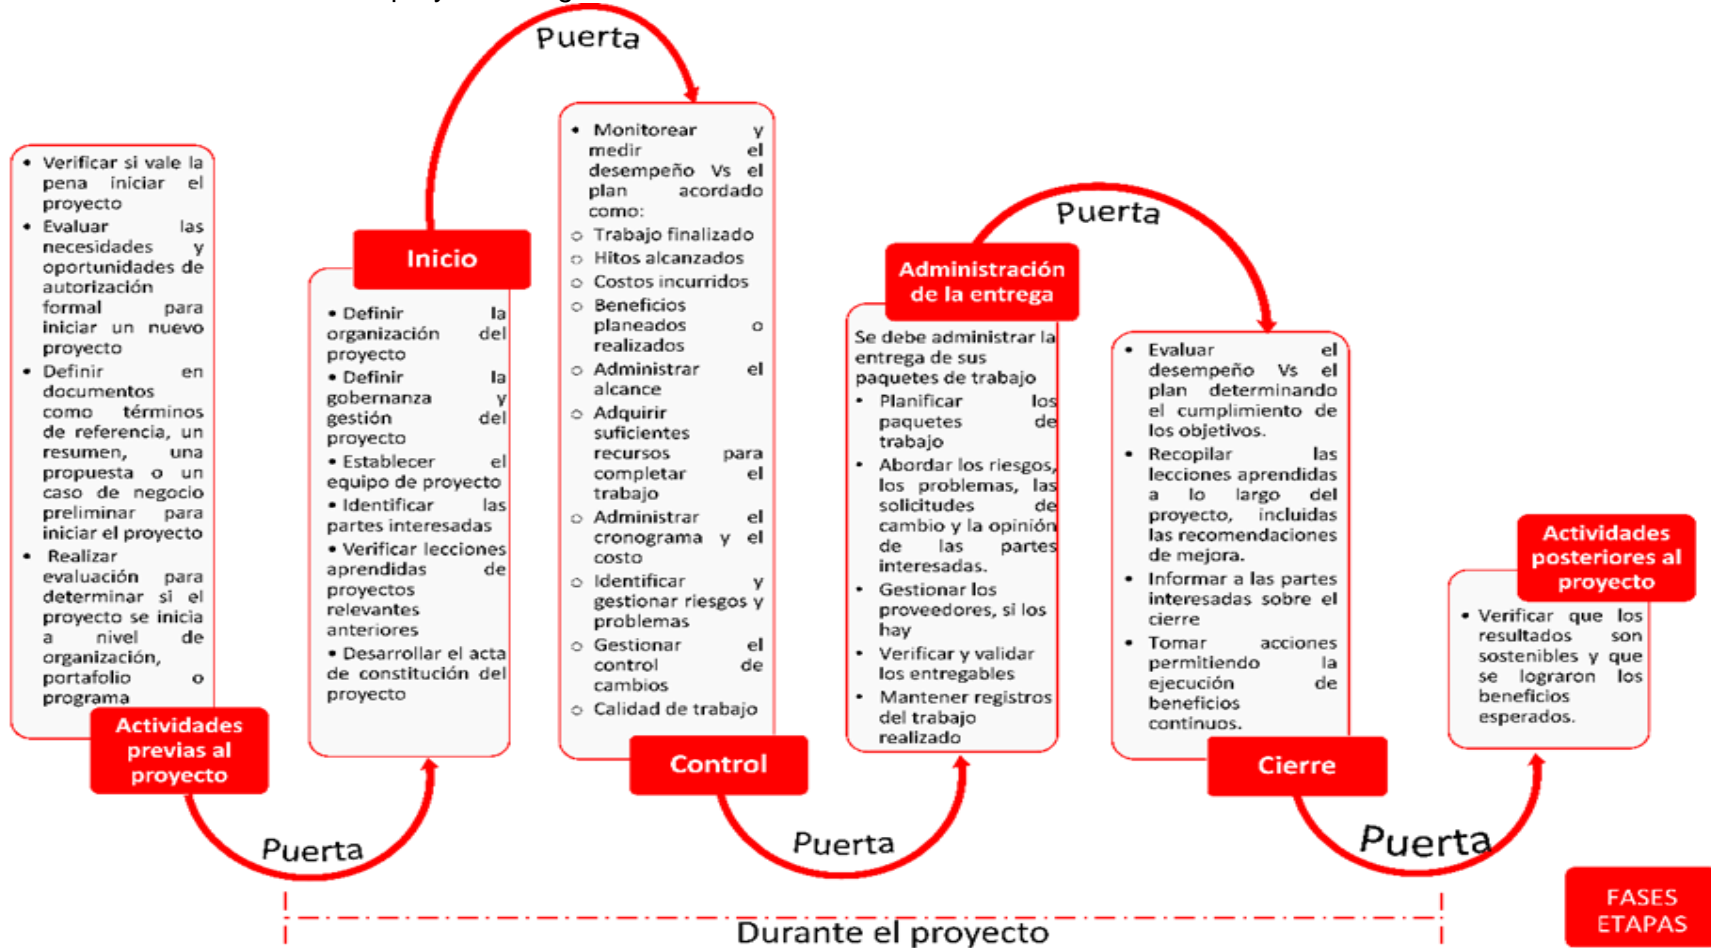 Puerta
• Verificar si vale la
pena iniciar el
proyecto
• Evaluar las
necesidades y
oportunidades de
autorización
formal para
iniciar un nuevo
proyecto
• Definir en
documentos
como términos
de referencia, un
resumen, una
propuesta o un
caso de negocio
preliminar para
iniciar el proyecto
• Realizar
evaluación para
determinar si el
proyecto se inicia
a nivel de
organización,
portafolio o
programa
Actividades
previas al
proyecto
Puerta
Inicio
• Definir la
organización del
proyecto
• Definir la
gobernanza y
gestión del
proyecto
• Establecer el
equipo de proyecto
• Identificar las
partes interesadas
• Verificar lecciones
aprendidas de
proyectos
relevantes
anteriores
• Desarrollar el acta
de constitución del
proyecto
• Monitorear y
medir el
desempeño Vs el
plan acordado
como:
○ Trabajo finalizado
○ Hitos alcanzados
○ Costos incurridos
○ Beneficios
planeados o
realizados
○ Administrar el
alcance
○ Adquirir
suficientes
recursos para
completar el
trabajo
○ Administrar el
cronograma y el
costo
○ Identificar y
gestionar riesgos y
problemas
○ Gestionar el
control de
cambios
○ Calidad de trabajo
Control
Puerta
Administración
de la entrega
Se debe administrar la
entrega de sus
paquetes de trabajo
• Planificar los
paquetes de
trabajo
• Abordar los riesgos,
los problemas, las
solicitudes de
cambio y la opinión
de las partes
interesadas.
• Gestionar los
proveedores, si los
hay
• Verificar y validar
los entregables
• Mantener registros
del trabajo
realizado
Puerta
• Evaluar el
desempeño Vs el
plan determinando
el cumplimiento de
los objetivos.
• Recopilar las
lecciones aprendidas
a lo largo del
proyecto, incluidas
las recomendaciones
de mejora.
• Informar a las partes
interesadas sobre el
cierre
• Tomar acciones
permitiendo la
ejecución de
beneficios
continuos.
Cierre
Puerta
Actividades
posteriores al
proyecto
• Verificar que los
resultados son
sostenibles y que
se lograron los
beneficios
esperados.
Durante el proyecto
FASES
ETAPAS